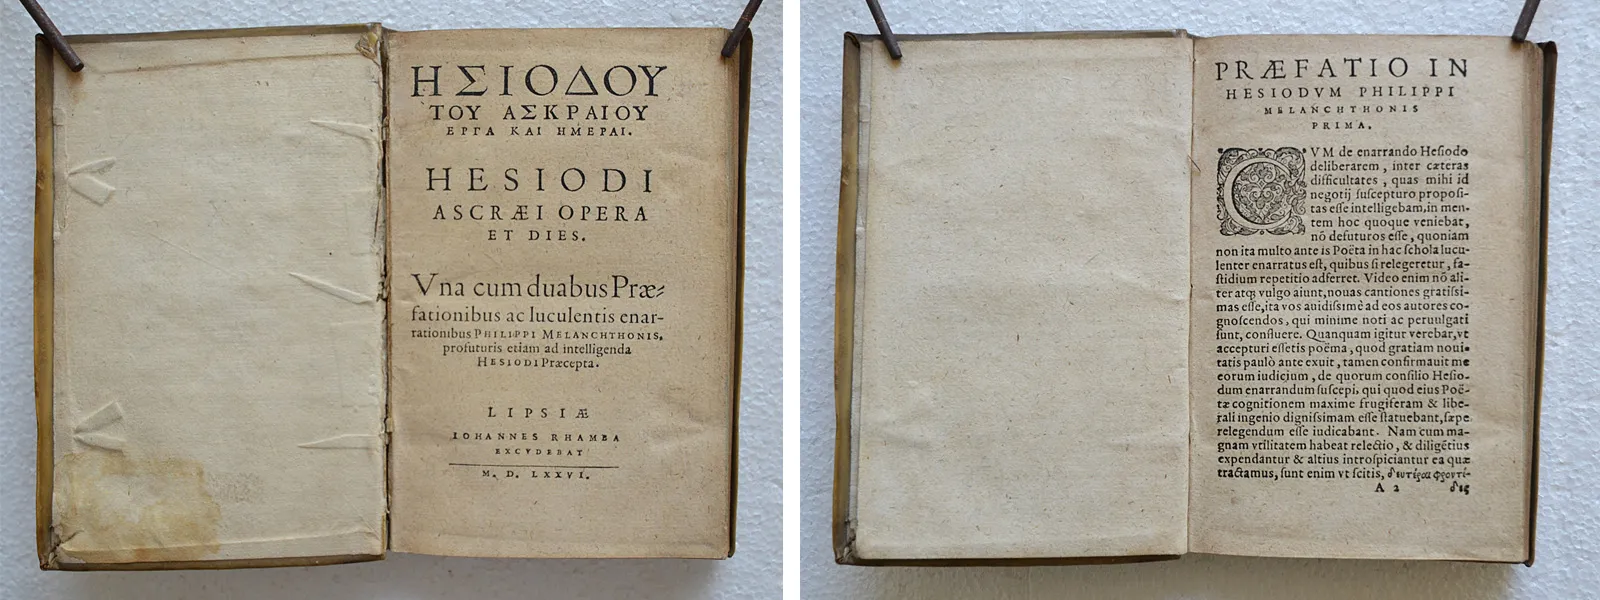 ΗΣΙΟΔΟΥ
ΤΟΥ ΑΣΚΡΑΙΟΥ
ΕΡΓΑ ΚΑΙ ΗΜΕΡΑΙ.
HESIODI
ASCRÆI OPERA
ET DIES.
Vna cum duabus Præ-
fationibus ac luculentis enar-
rationibus PHILIPPI MELANCHTHONIS,
profuturis etiam ad intelligenda
HESIODI Præcepta.
LIPSIÆ
IOHANNES RHAMBA
EXCVDEBAT
M. D. LXXVI.
PRÆFATIO IN
HESIODVM PHILIPPI
MELANCHTHONIS
PRIMA.
CVM de enarrando Hesiodo
deliberarem, inter cæteras
difficultates, quas mihi id
negotij suscepturo proposi-
tas esse intelligebam, in men-
tem hoc quoque veniebat,
nō defuturos esse, quoniam
non ita multo ante is Poëta in hac schola lucu-
lenter enarratus est, quibus si relegeretur, fa-
stidium repetitio adferret. Video enim nō ali-
ter atq; vulgo aiunt, nouas cantiones gratissi-
mas esse, ita vos auidissimè ad eos autores co-
gnoscendos, qui minime noti ac peruulgati
sunt, confluere. Quanquam igitur verebar, vt
accepturi essetis poëma, quod gratiam noui-
tatis paulò ante exuit, tamen confirmauit me
eorum iudicium, de quorum consilio Hesio-
dum enarrandum suscepi, qui quod eius Poë-
tæ cognitionem maxime frugiferam & libe-
rali ingenio dignissimam esse statuebant, sæpe
relegendum esse iudicabant. Nam cum ma-
gnam vtilitatem habeat relectio, & diligētius
expendantur & altius introspiciantur ea quæ
tractamus, sunt enim vt scitis, δευτέραι φροντί-
A 2 δες